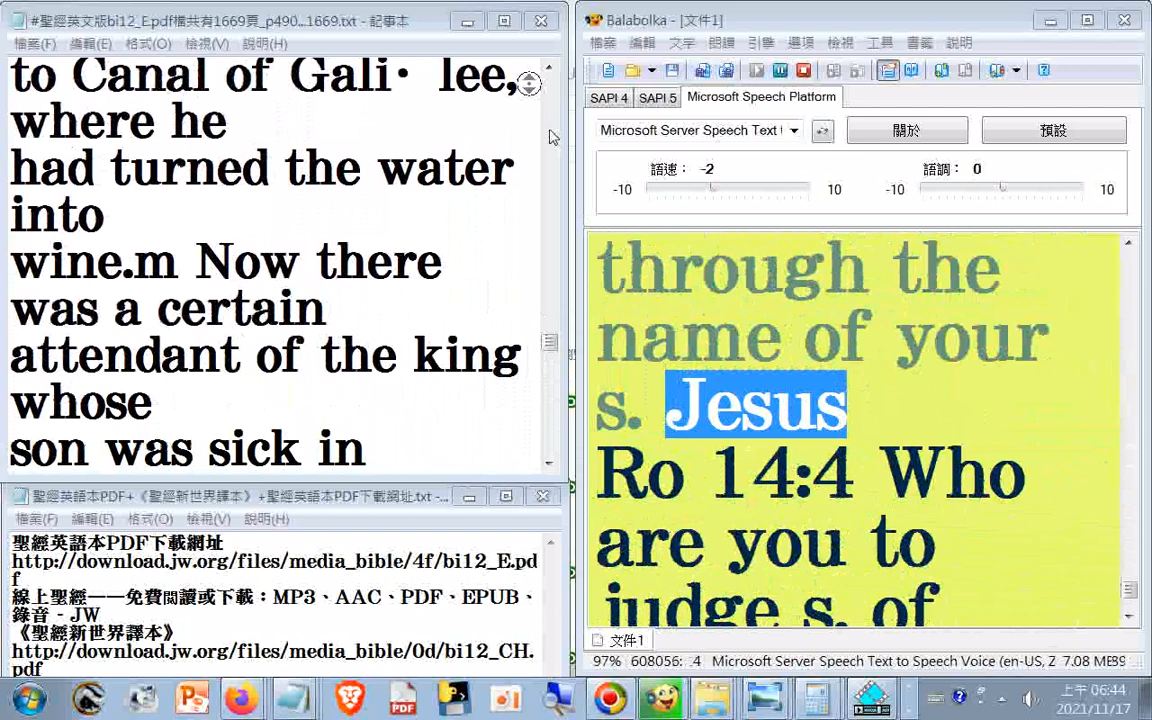 #聖經英文版bi12_E.pdf檔共有1669頁_p490...1669.txt - 記事本
檔案(F) 編輯(E) 格式(O) 檢視(V) 說明(H)
to Canal of Gali· lee,
where he
had turned the water
into
wine.m Now there
was a certain
attendant of the king
whose
son was sick in
聖經英語本PDF+《聖經新世界譯本》+聖經英語本PDF下載網址.txt - ...
檔案(F) 編輯(E) 格式(O) 檢視(V) 說明(H)
聖經英語本PDF下載網址
http://download.jw.org/files/media_bible/4f/bi12_E.pd
f
線上聖經——免費閱讀或下載：MP3、AAC、PDF、EPUB、
錄音 - JW
《聖經新世界譯本》
http://download.jw.org/files/media_bible/0d/bi12_CH.
pdf
Balabolka - [文件1]
檔案 編輯 文字 朗讀 引擎 選項 檢視 工具 書籤 說明
SAPI 4 SAPI 5 Microsoft Speech Platform
Microsoft Server Speech Text 關於 預設
語速： -2 語調： 0
-10 10 -10 10
through the
name of your
s. Jesus
Ro 14:4 Who
are you to
judge s. of
文件1
97% 608056: .4 Microsoft Server Speech Text to Speech Voice (en-US, Z 7.08 ME
上午 06:44
2021/11/17